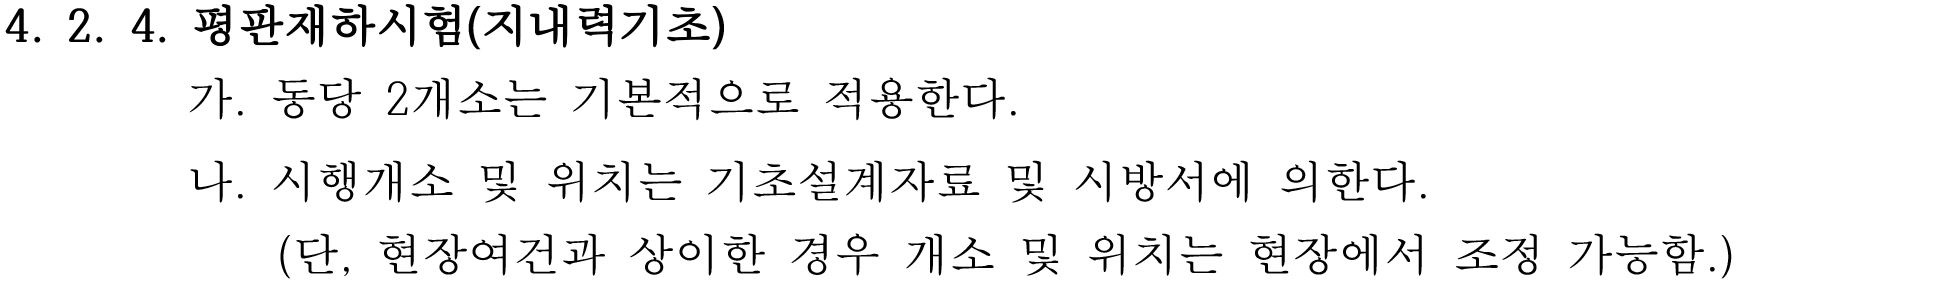 4. 2. 4. 평판재하시험(지내력기초)
가. 동당 2개소는 기본적으로 적용한다.
나. 시행개소 및 위치는 기초설계자료 및 시방서에 의한다.
(단, 현장여건과 상이한 경우 개소 및 위치는 현장에서 조정 가능함.)